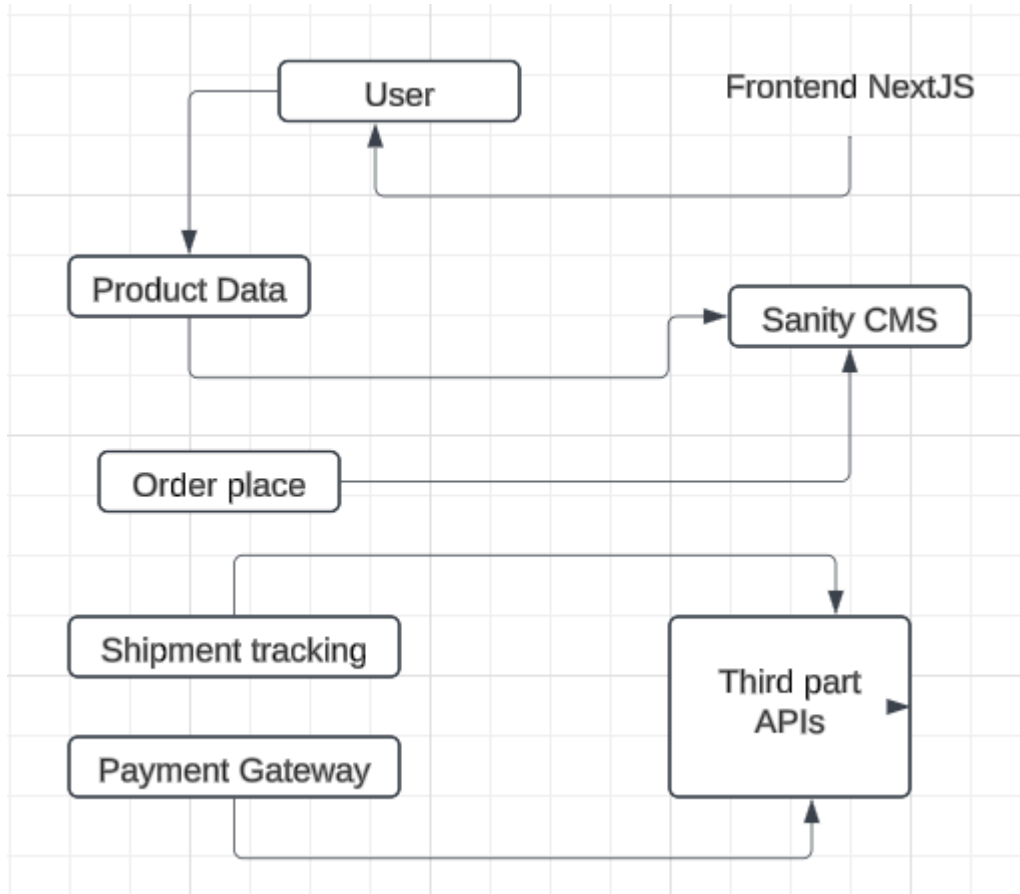 User
Frontend NextJS
Product Data
Sanity CMS
Order place
Shipment tracking
Third part
APIs
Payment Gateway